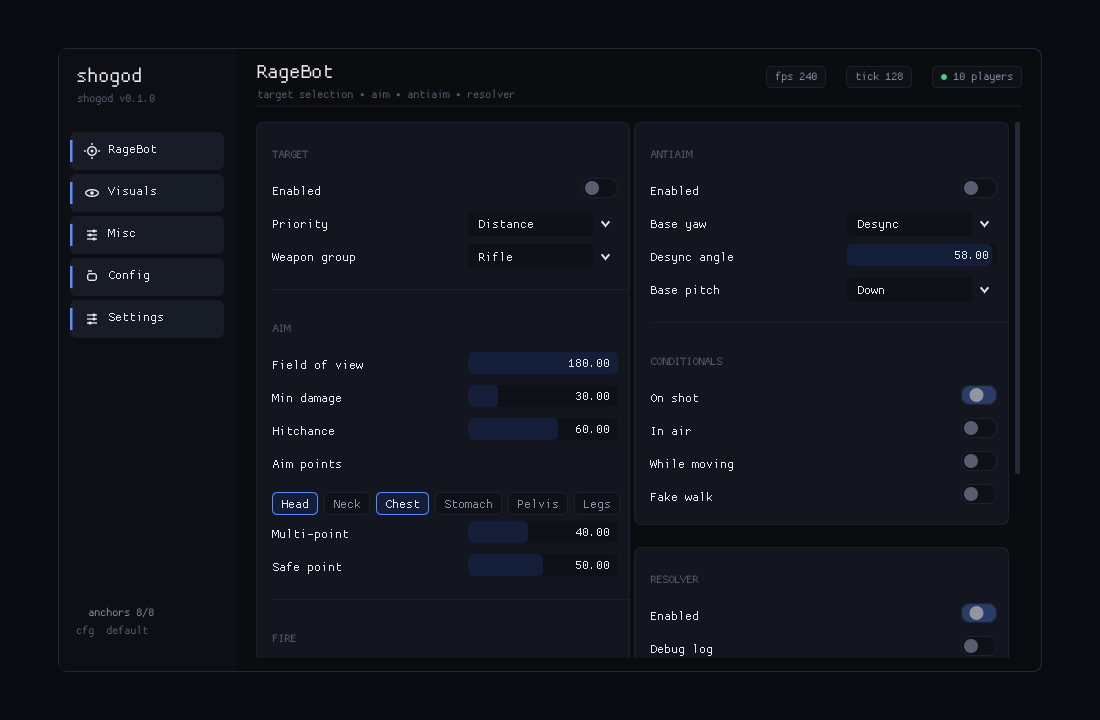 shogod
shogod v0.1.0
RageBot
Visuals
Misc
Config
Settings
anchors 8/8
cfg default
RageBot
target selection • aim • antiaim • resolver
fps 240
tick 128
10 players
TARGET
Enabled
Priority Distance
Weapon group Rifle
AIM
Field of view 180.00
Min damage 30.00
Hitchance 60.00
Aim points
Head Neck Chest Stomach Pelvis Legs
Multi-point 40.00
Safe point 50.00
FIRE
ANTIAIM
Enabled
Base yaw Desync
Desync angle 58.00
Base pitch Down
CONDITIONALS
On shot
In air
While moving
Fake walk
RESOLVER
Enabled
Debug log